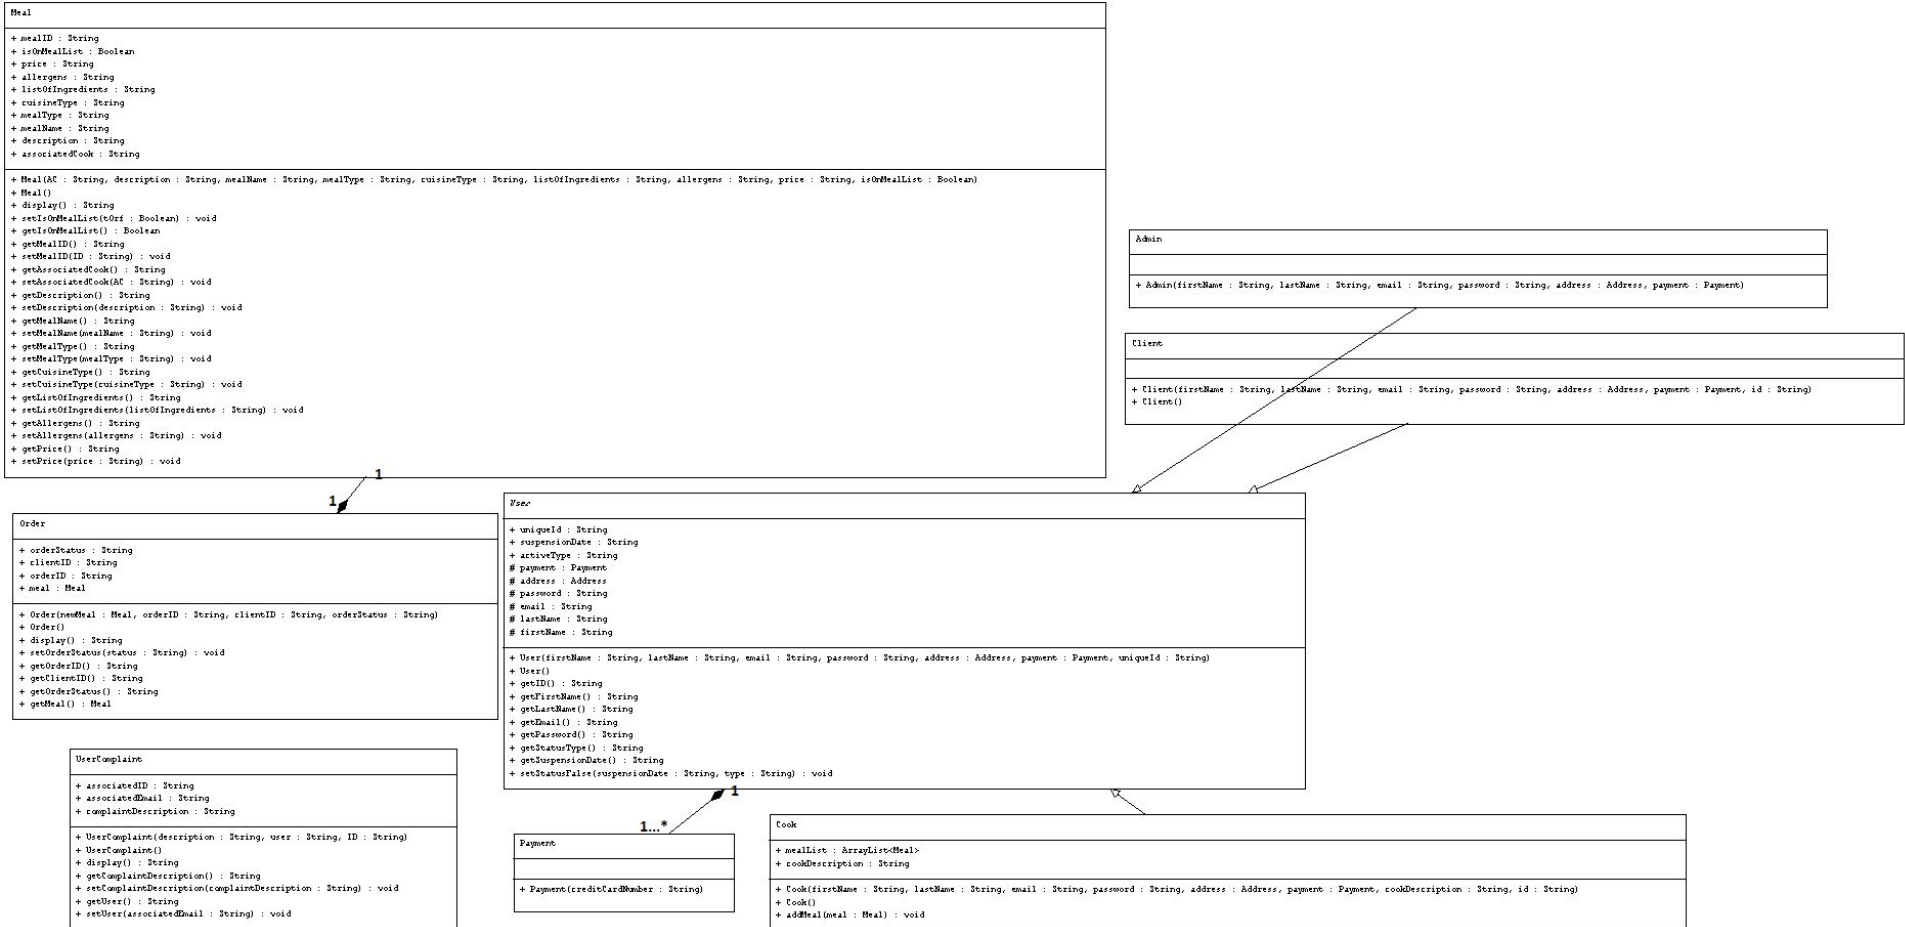 Meal
+ mealID : String
+ isOnMealList : Boolean
+ price : String
+ allergens : String
+ listOfIngredients : String
+ cuisineType : String
+ mealType : String
+ mealName : String
+ description : String
+ associatedCook : String
+ Meal(AC : String, description : String, mealName : String, mealType : String, cuisineType : String, listOfIngredients : String, allergens : String, price : String, isOnMealList : Boolean)
+ Meal()
+ display() : String
+ setIsOnMealList(tOrf : Boolean) : void
+ getIsOnMealList() : Boolean
+ getMealID() : String
+ setMealID(ID : String) : void
+ getAssociatedCook() : String
+ setAssociatedCook(AC : String) : void
+ getDescription() : String
+ setDescription(description : String) : void
+ getMealName() : String
+ setMealName(mealName : String) : void
+ getMealType() : String
+ setMealType(mealType : String) : void
+ getCuisineType() : String
+ setCuisineType(cuisineType : String) : void
+ getListOfIngredients() : String
+ setListOfIngredients(listOfIngredients : String) : void
+ getAllergens() : String
+ setAllergens(allergens : String) : void
+ getPrice() : String
+ setPrice(price : String) : void
1
1
Admin
+ Admin(firstName : String, lastName : String, email : String, password : String, address : Address, payment : Payment)
Client
+ Client(firstName : String, lastName : String, email : String, password : String, address : Address, payment : Payment, id : String)
+ Client()
Order
+ orderStatus : String
+ clientID : String
+ orderID : String
+ meal : Meal
+ Order(newMeal : Meal, orderID : String, clientID : String, orderStatus : String)
+ Order()
+ display() : String
+ setOrderStatus(status : String) : void
+ getOrderID() : String
+ getClientID() : String
+ getOrderStatus() : String
+ getMeal() : Meal
User
+ uniqueId : String
+ suspensionDate : String
+ activeType : String
# payment : Payment
# address : Address
# password : String
# email : String
# lastName : String
# firstName : String
+ User(firstName : String, lastName : String, email : String, password : String, address : Address, payment : Payment, uniqueId : String)
+ User()
+ getID() : String
+ getFirstName() : String
+ getLastName() : String
+ getEmail() : String
+ getPassword() : String
+ getStatusType() : String
+ getSuspensionDate() : String
+ setStatusFalse(suspensionDate : String, type : String) : void
1
1...*
UserComplaint
+ associatedID : String
+ associatedEmail : String
+ complaintDescription : String
+ UserComplaint(description : String, user : String, ID : String)
+ UserComplaint()
+ display() : String
+ getComplaintDescription() : String
+ setComplaintDescription(complaintDescription : String) : void
+ getUser() : String
+ setUser(associatedEmail : String) : void
Payment
+ Payment(creditCardNumber : String)
Cook
+ mealList : ArrayList<Meal>
+ cookDescription : String
+ Cook(firstName : String, lastName : String, email : String, password : String, address : Address, payment : Payment, cookDescription : String, id : String)
+ Cook()
+ addMeal(meal : Meal) : void